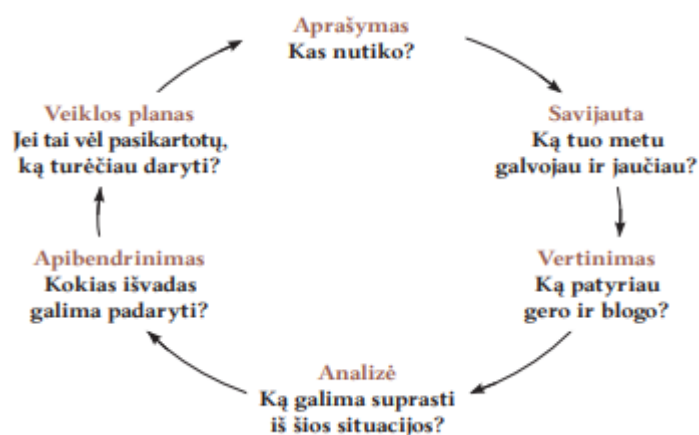 Aprašymas
Kas nutiko?
Savijauta
Ką tuo metu
galvojau ir jaučiau?
Vertinimas
Ką patyriau
gero ir blogo?
Analizė
Ką galima suprasti
iš šios situacijos?
Apibendrinimas
Kokias išvadas
galima padaryti?
Veiklos planas
Jei tai vėl pasikartotų,
ką turėčiau daryti?